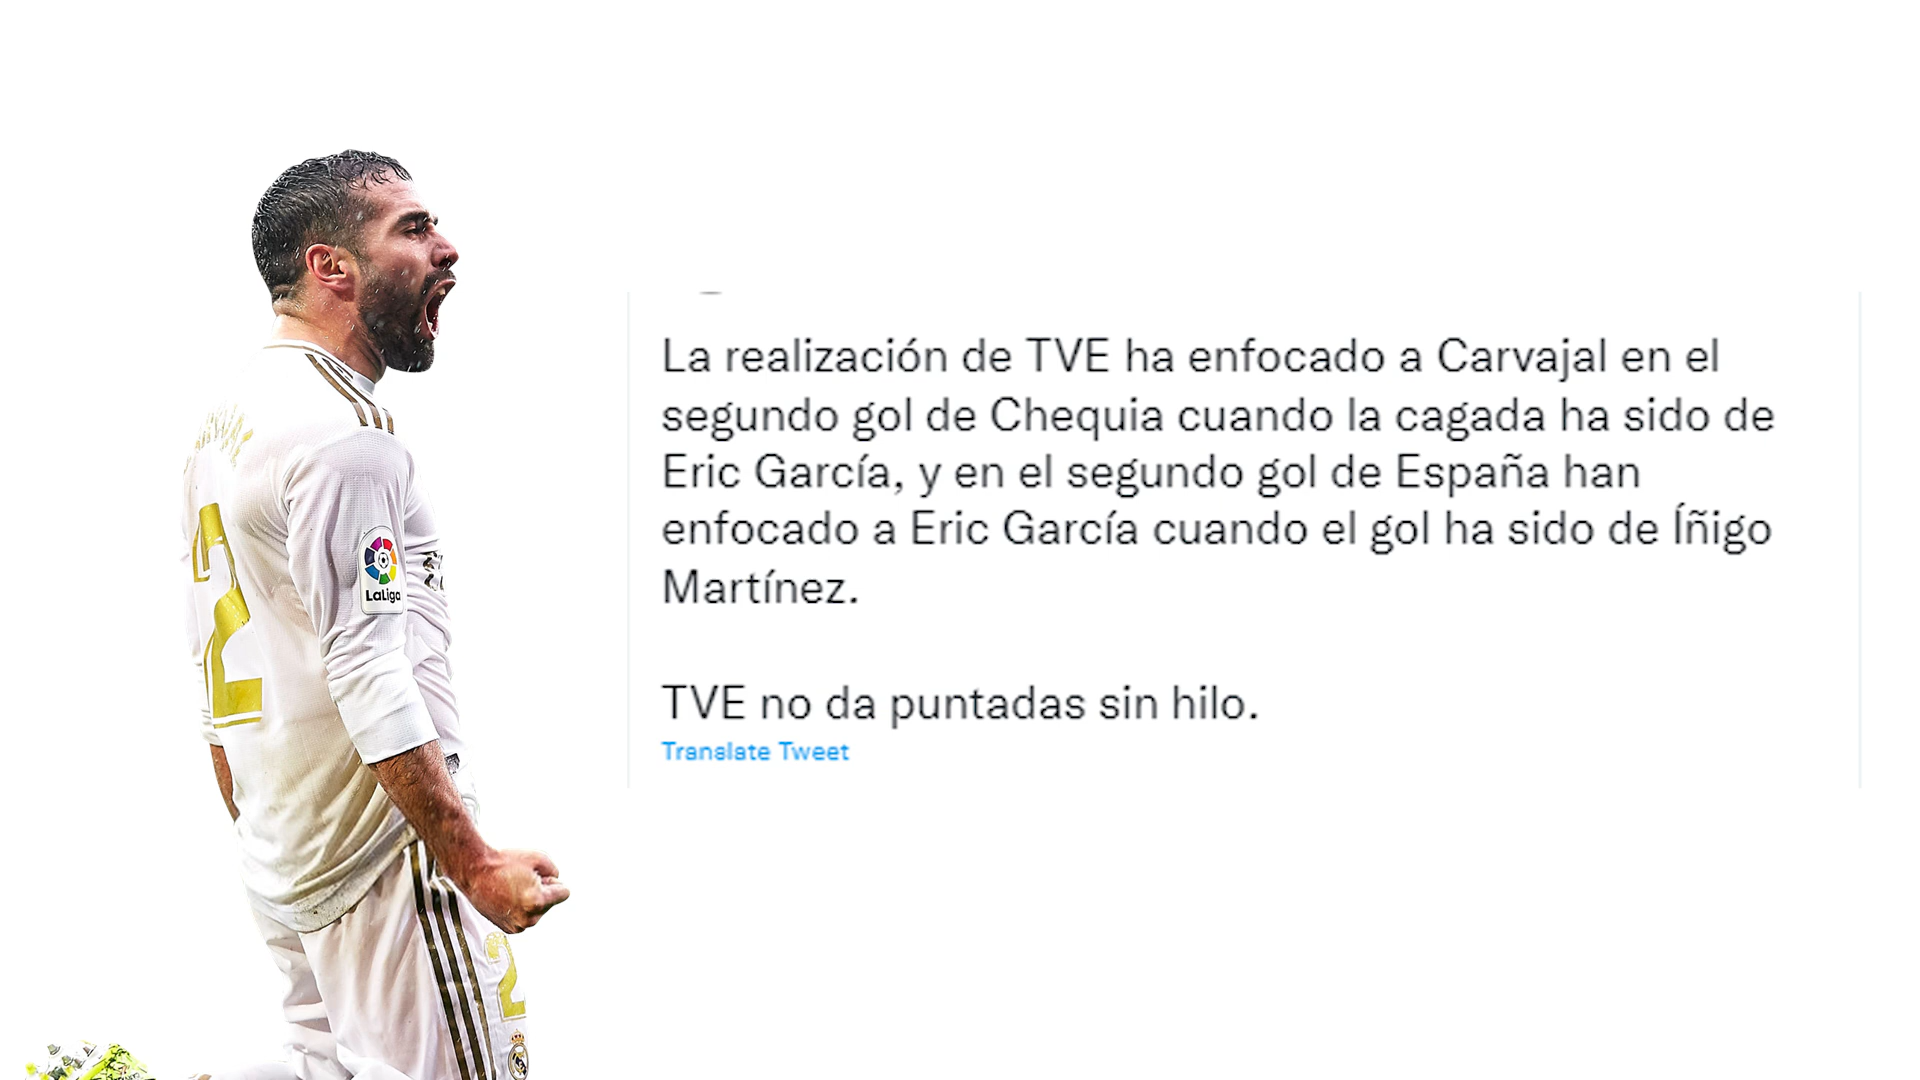 La realización de TVE ha enfocado a Carvajal en el
segundo gol de Chequia cuando la cagada ha sido de
Eric García, y en el segundo gol de España han
enfocado a Eric García cuando el gol ha sido de Íñigo
Martínez.
TVE no da puntadas sin hilo.
Translate Tweet
2
LaLiga
2